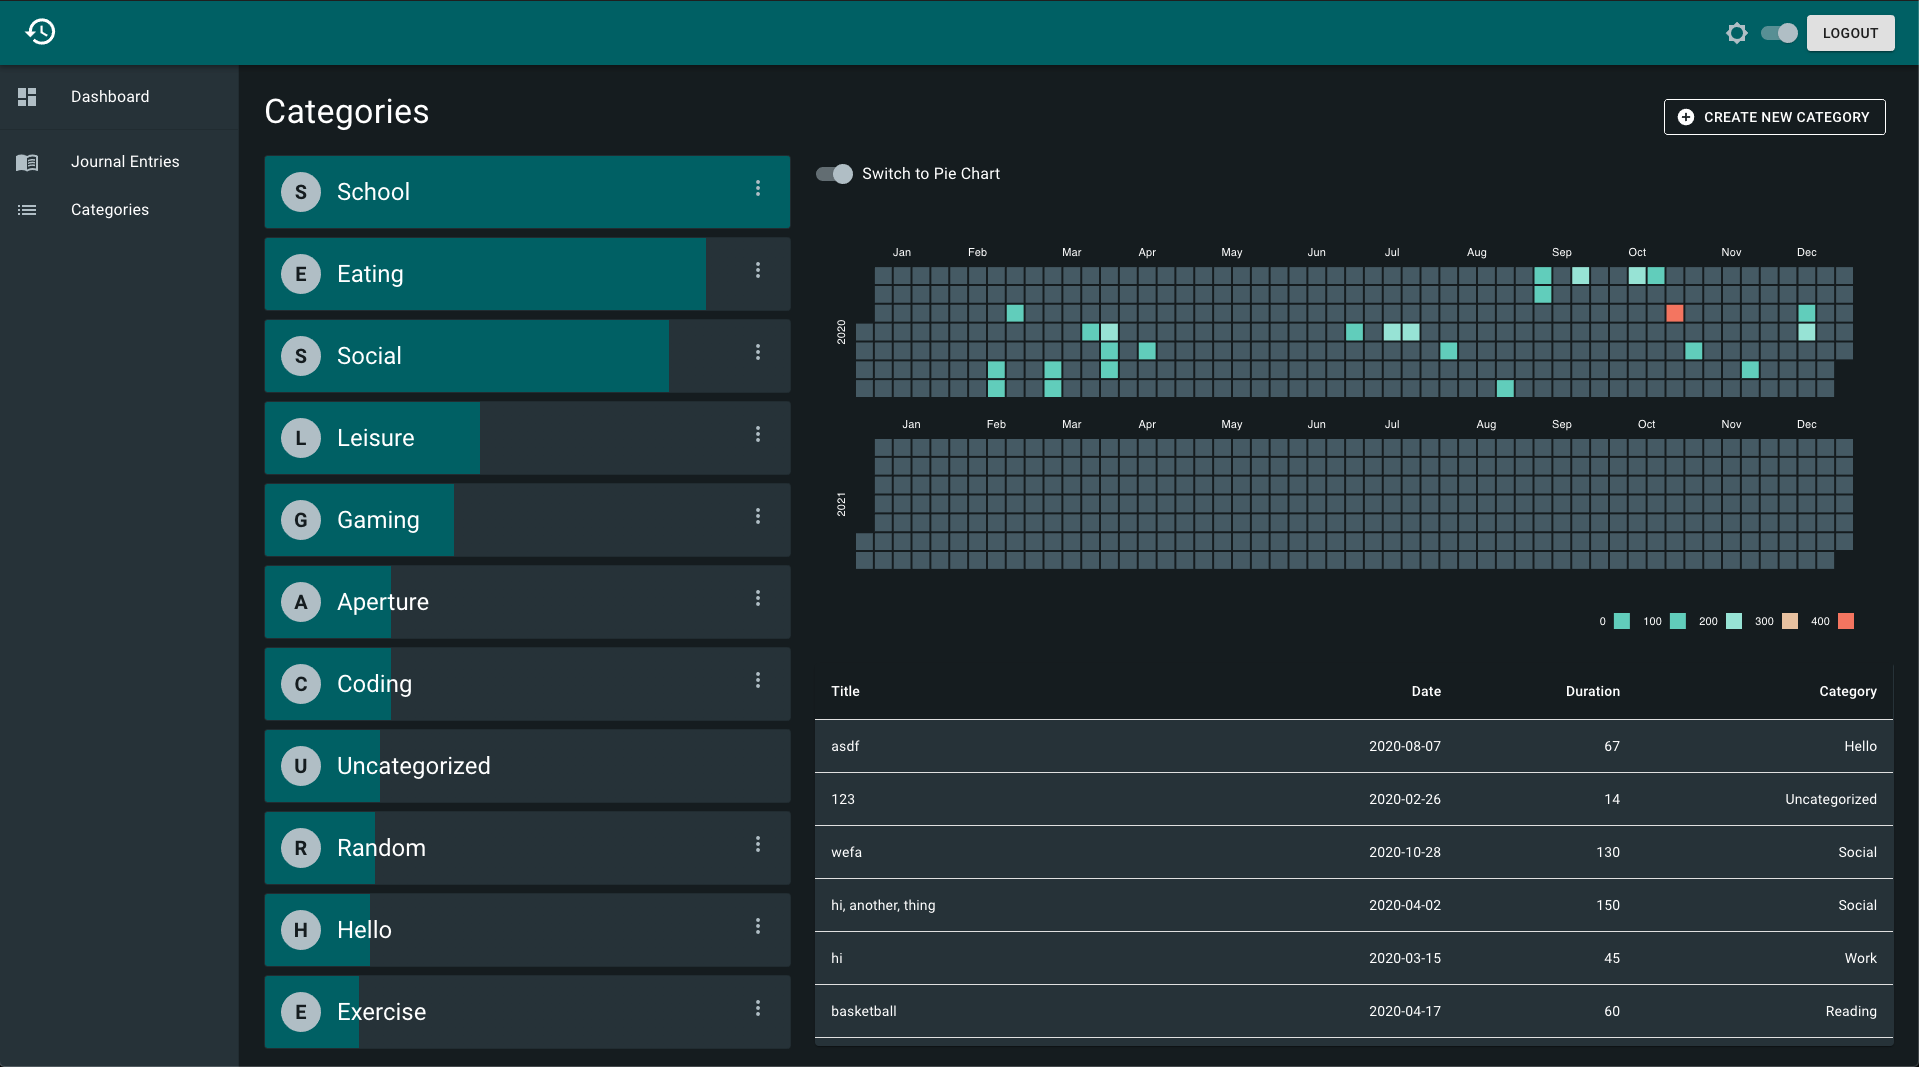 LOGOUT
Dashboard
Journal Entries
Categories
Categories
CREATE NEW CATEGORY
S School
E Eating
S Social
L Leisure
G Gaming
A Aperture
C Coding
U Uncategorized
R Random
H Hello
E Exercise
Switch to Pie Chart
Jan Feb Mar Apr May Jun Jul Aug Sep Oct Nov Dec
2020
Jan Feb Mar Apr May Jun Jul Aug Sep Oct Nov Dec
2021
0 100 200 300 400
Title Date Duration Category
asdf 2020-08-07 67 Hello
123 2020-02-26 14 Uncategorized
wefa 2020-10-28 130 Social
hi, another, thing 2020-04-02 150 Social
hi 2020-03-15 45 Work
basketball 2020-04-17 60 Reading